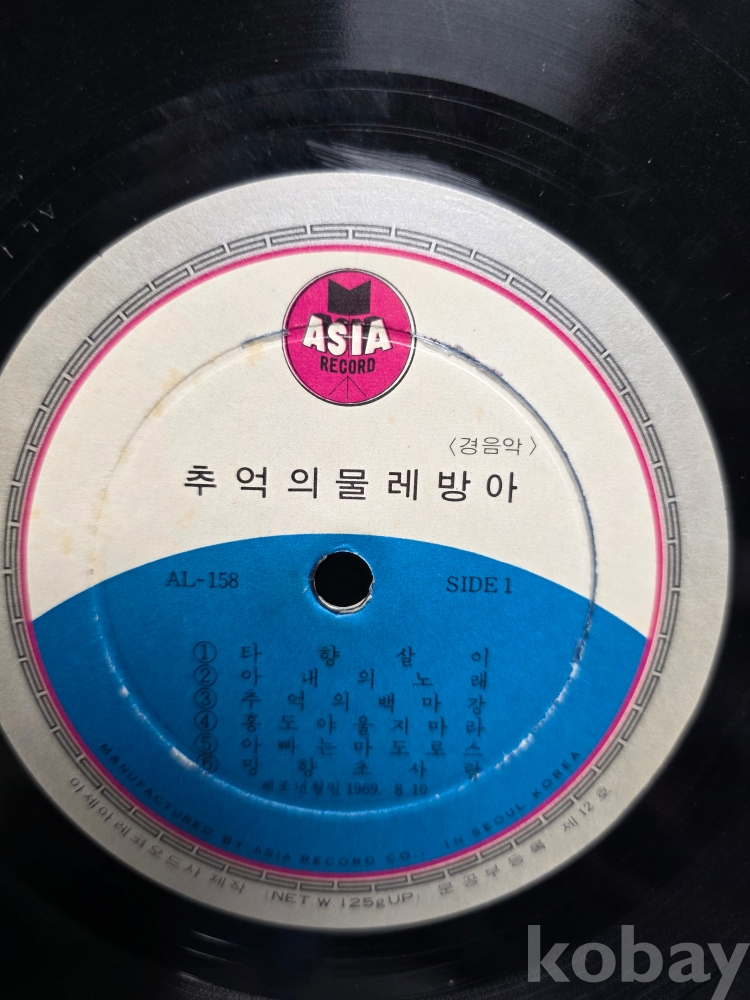 ASIA
RECORD
〈경음악〉
추억의물레방아
AL-158
SIDE 1
① 타향살이
② 아내의노래
③ 추억의백마강
④ 홍도야울지마라
⑤ 아빠는마도로스
⑥ 망향초사랑
제조년월일 1969. 8. 10
MANUFACTURED BY ASIA RECORD CO., IN SEOUL KOREA
아세아레코오드사 제작 (NET.W 125gUP) 문공부등록 제12호
kobay